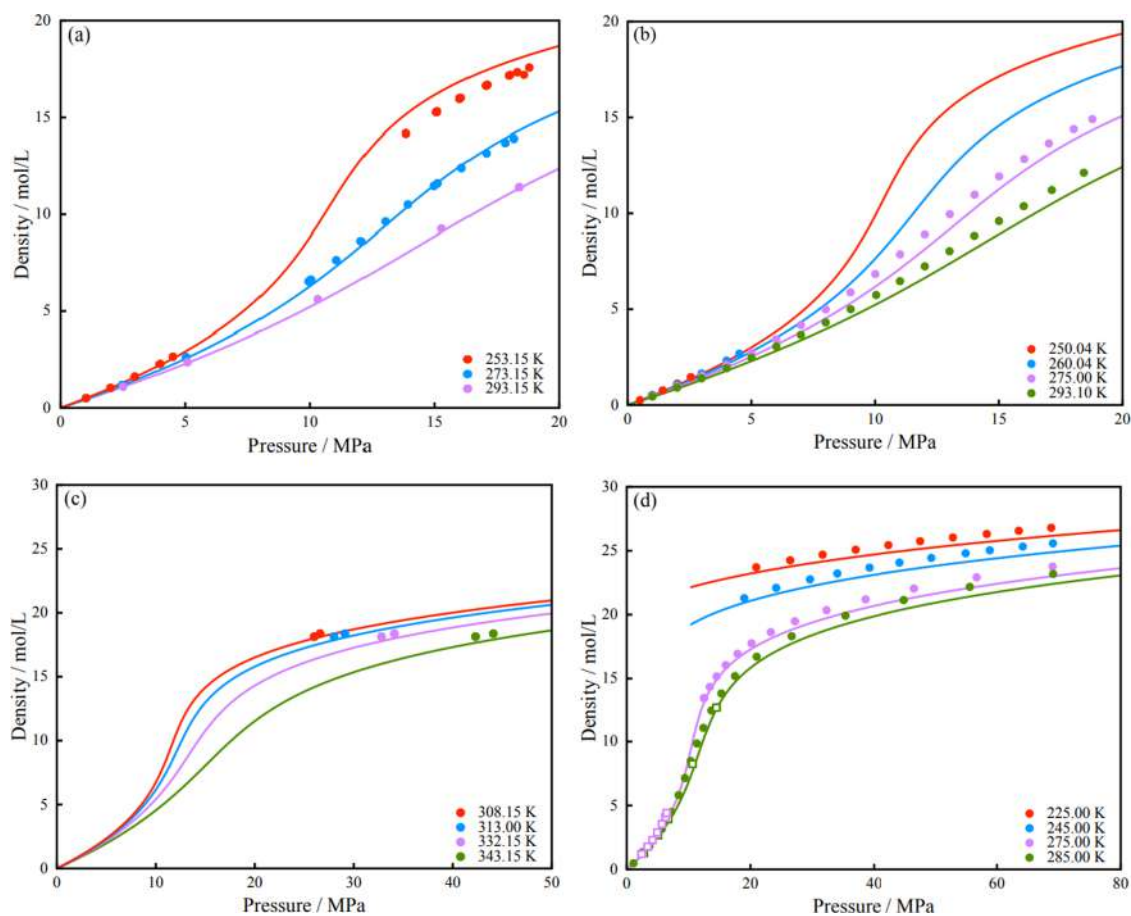 (a)
20
15
10
5
0
Density / mol/L
253.15 K
273.15 K
293.15 K
0 5 10 15 20
Pressure / MPa
(b)
20
15
10
5
0
Density / mol/L
250.04 K
260.04 K
275.00 K
293.10 K
0 5 10 15 20
Pressure / MPa
(c)
30
25
20
15
10
5
0
Density / mol/L
308.15 K
313.00 K
332.15 K
343.15 K
0 10 20 30 40 50
Pressure / MPa
(d)
30
25
20
15
10
5
0
Density / mol/L
225.00 K
245.00 K
275.00 K
285.00 K
0 20 40 60 80
Pressure / MPa